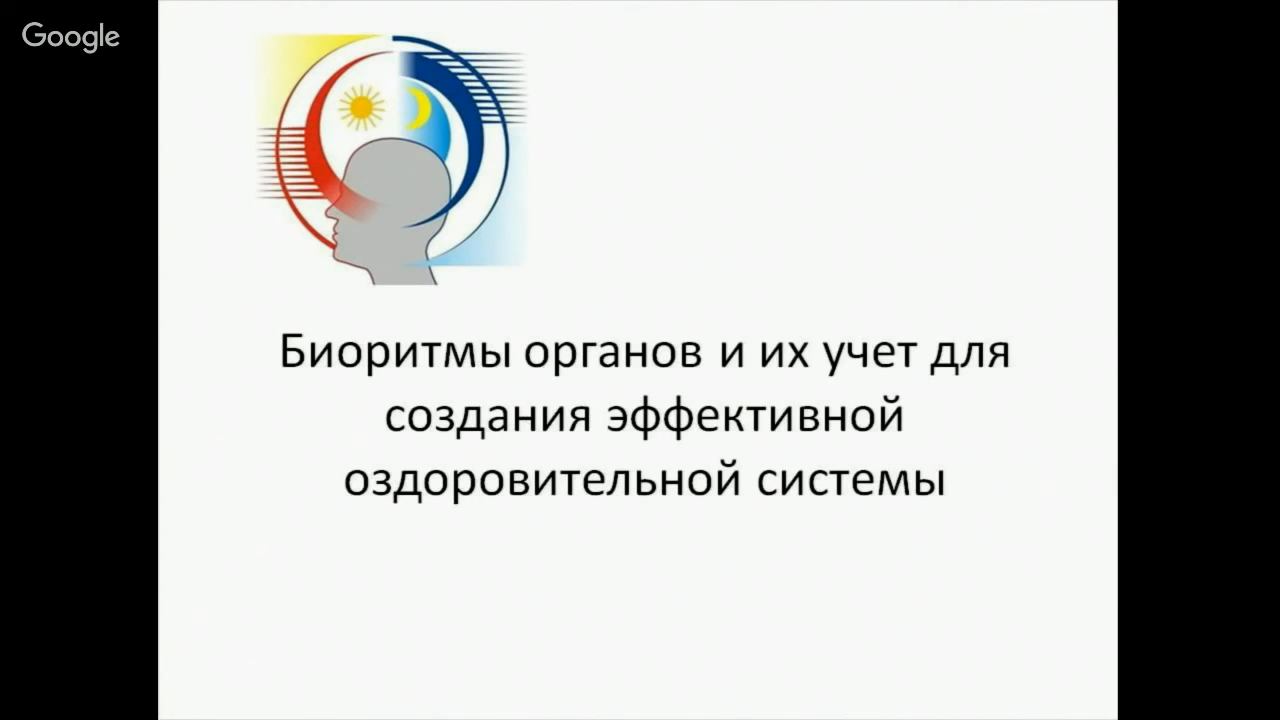 Google
Биоритмы органов и их учет для
создания эффективной
оздоровительной системы